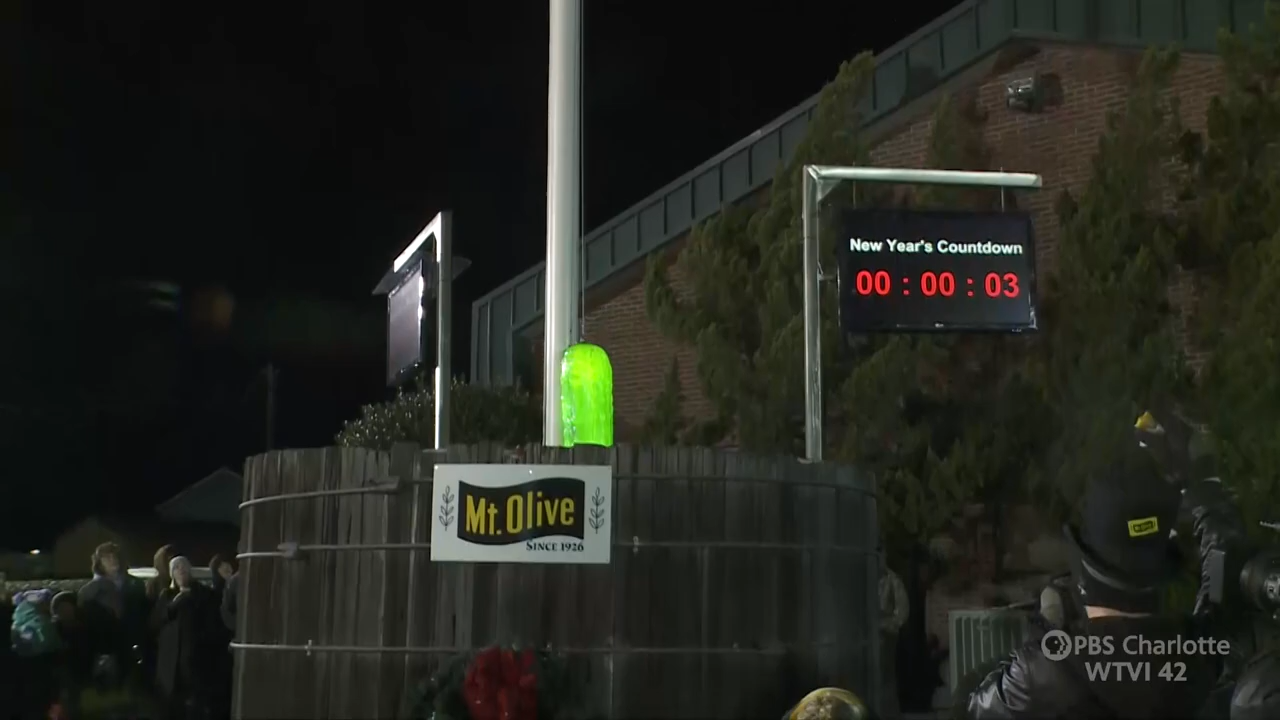 New Year's Countdown
00 : 00 : 03
Mt. Olive
SINCE 1926
PBS Charlotte
WTVI 42